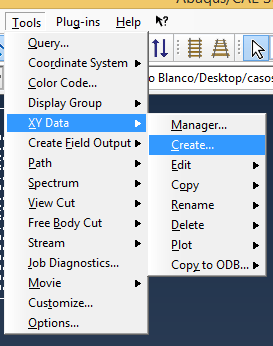 Abaqus/CAE St
Tools Plug-ins Help
Query...
Coordinate System
Color Code...
Display Group
XY Data
Create Field Output
Path
Spectrum
View Cut
Free Body Cut
Stream
Job Diagnostics...
Movie
Customize...
Options...
o Blanco/Desktop/casos
Manager...
Create...
Edit
Copy
Rename
Delete
Plot
Copy to ODB...